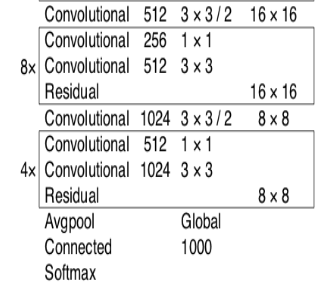 Convolutional 512 3 × 3 / 2 16 × 16
Convolutional 256 1 × 1
8× Convolutional 512 3 × 3
Residual 16 × 16
Convolutional 1024 3 × 3 / 2 8 × 8
Convolutional 512 1 × 1
4× Convolutional 1024 3 × 3
Residual 8 × 8
Avgpool Global
Connected 1000
Softmax